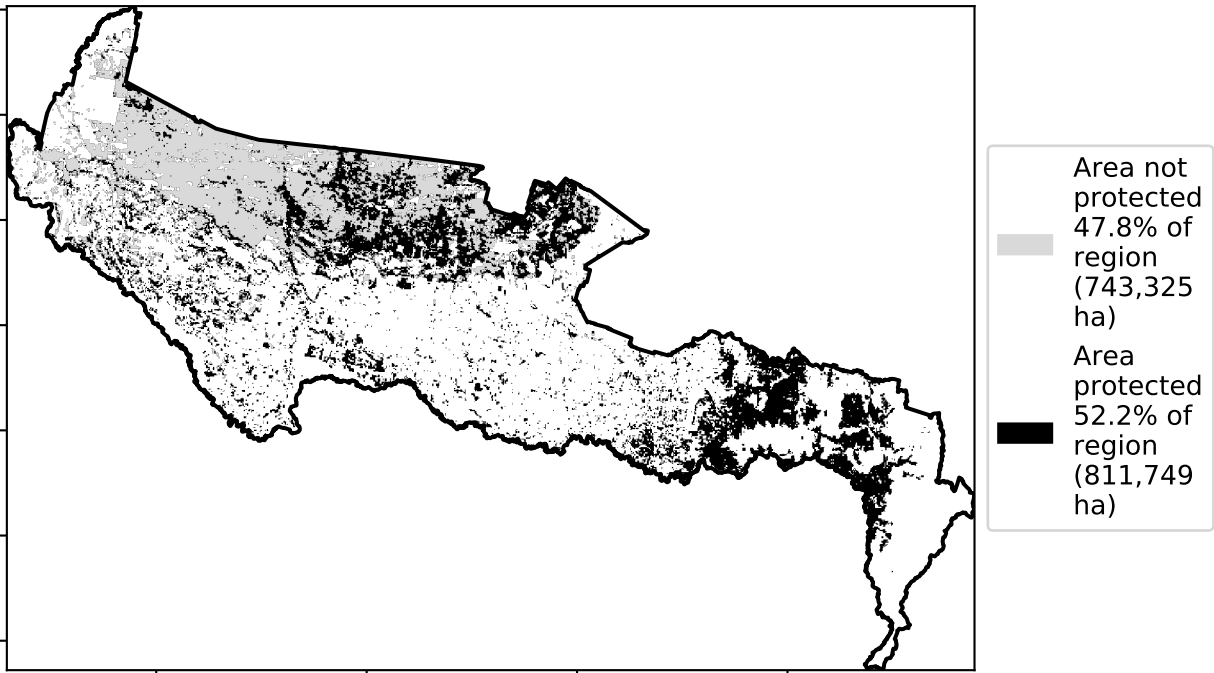 Area not
protected
47.8% of
region
(743,325
ha)
Area
protected
52.2% of
region
(811,749
ha)